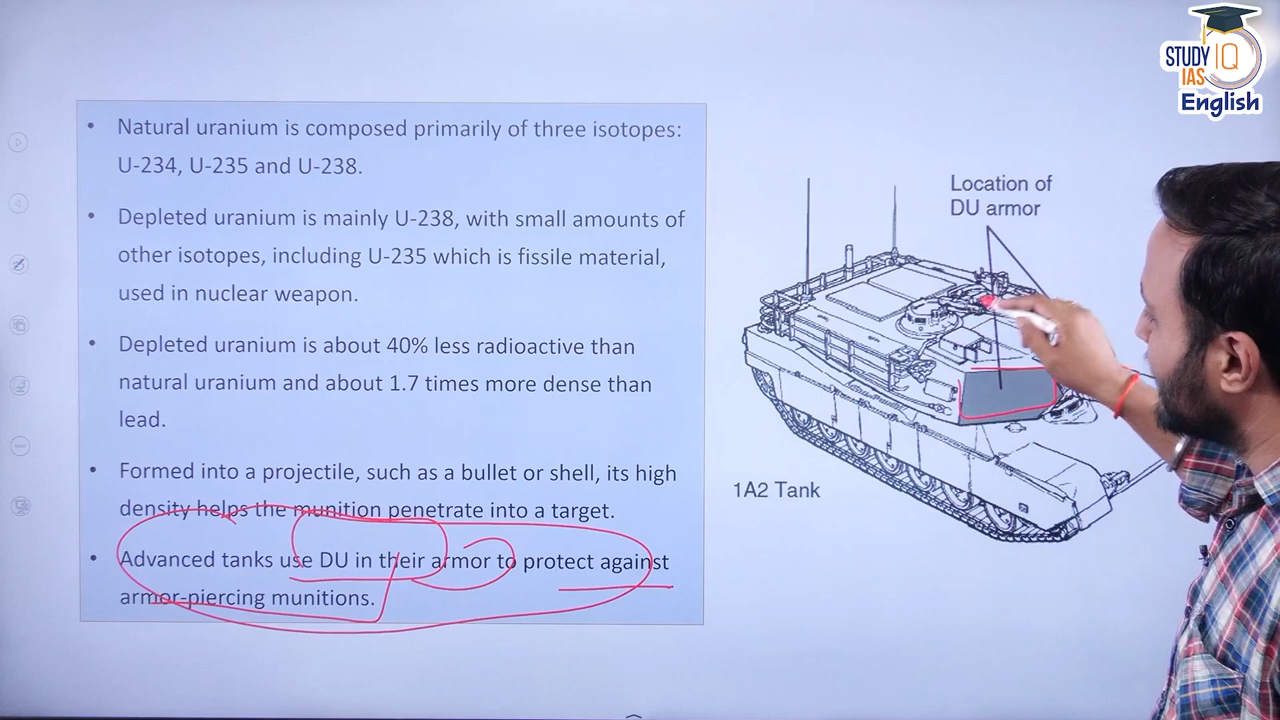 STUDY IQ
IAS
English
• Natural uranium is composed primarily of three isotopes:
U-234, U-235 and U-238.
• Depleted uranium is mainly U-238, with small amounts of
other isotopes, including U-235 which is fissile material,
used in nuclear weapon.
• Depleted uranium is about 40% less radioactive than
natural uranium and about 1.7 times more dense than
lead.
• Formed into a projectile, such as a bullet or shell, its high
density helps the munition penetrate into a target.
• Advanced tanks use DU in their armor to protect against
armor-piercing munitions.
Location of
DU armor
1A2 Tank